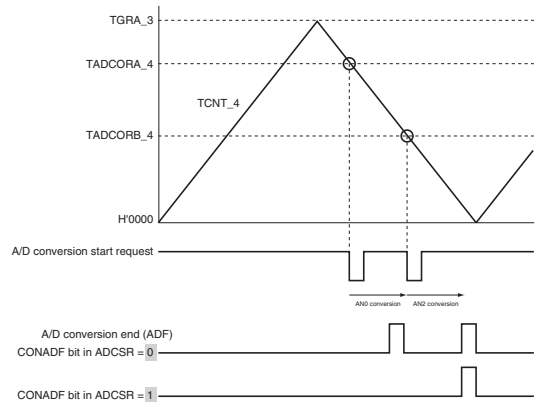 TGRA_3
TADCORA_4
TCNT_4
TADCORB_4
H'0000
A/D conversion start request
AN0 conversion
AN2 conversion
A/D conversion end (ADF)
CONADF bit in ADCSR = 0
CONADF bit in ADCSR = 1